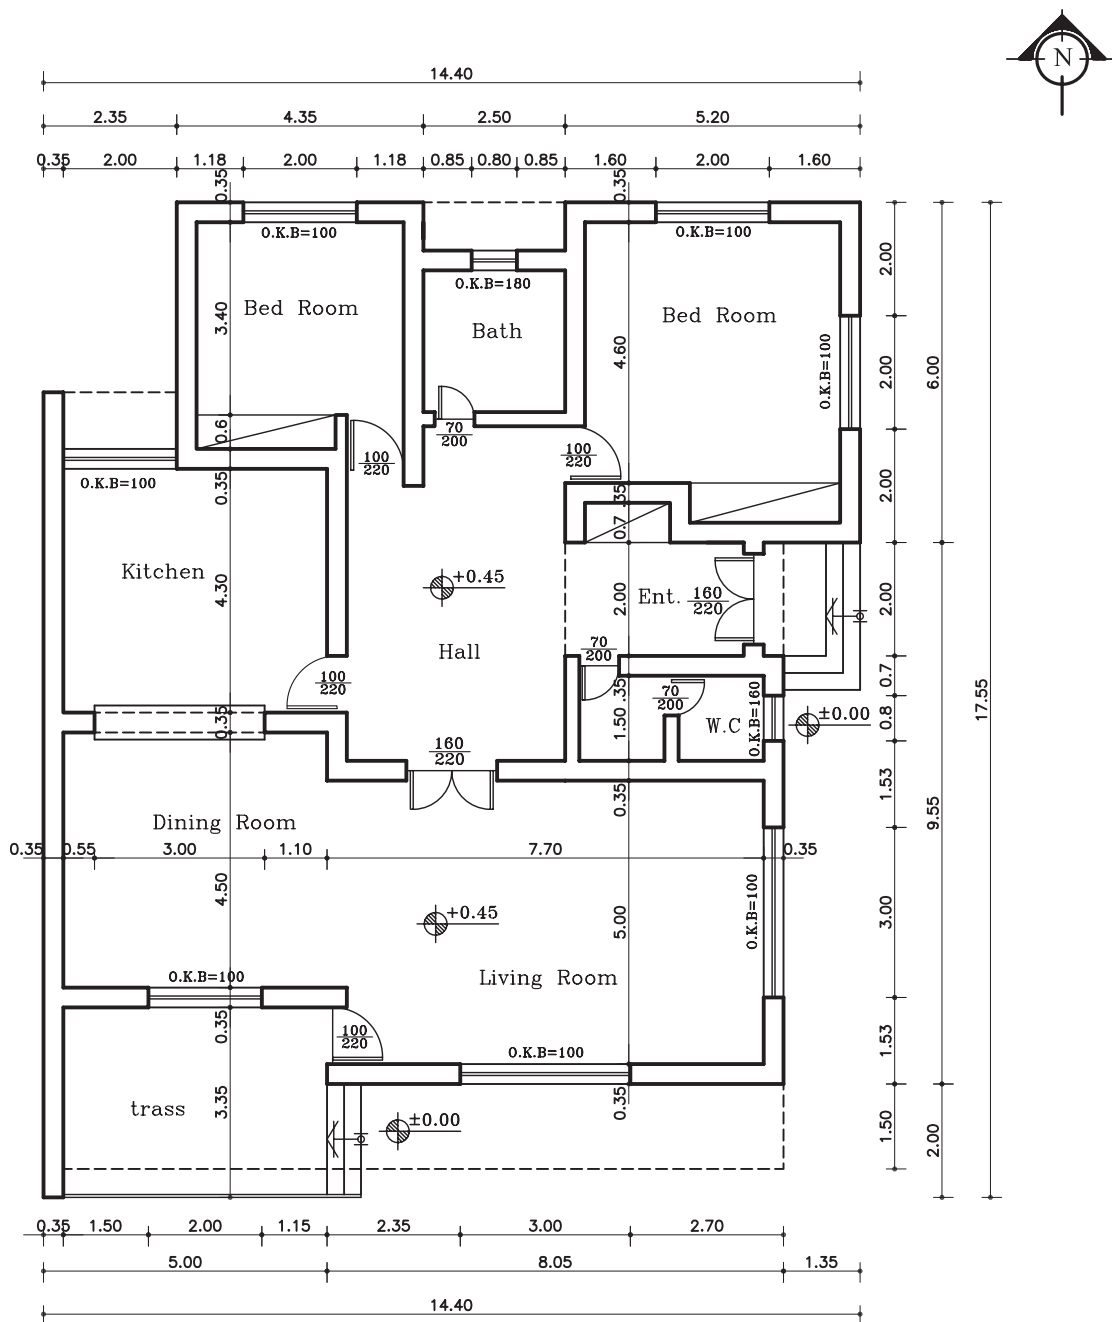 N
14.40
2.35 4.35 2.50 5.20
0.35 2.00 1.18 2.00 1.18 0.85 0.80 0.85 1.60 2.00 1.60
0.35 0.35
O.K.B=100 O.K.B=100
O.K.B=180
2.00
Bed Room
3.40
Bath
Bed Room
4.60
O.K.B=100
2.00
6.00
0.6
70
200
100
220
100
220
O.K.B=100
0.35
.35
0.7
2.00
Kitchen
4.30
+0.45
Hall
2.00
Ent.
160
220
2.00
70
200
100
220
.35
70
200
1.50
W.C
O.K.B=160
0.7
0.8
±0.00
17.55
0.35
160
220
0.35
1.53
9.55
Dining Room
0.35 0.55 3.00 1.10 7.70 0.35
4.50
+0.45
5.00
O.K.B=100
3.00
Living Room
O.K.B=100
0.35
100
220
O.K.B=100
1.53
trass
3.35
0.35
±0.00
1.50
2.00
0.35 1.50 2.00 1.15 2.35 3.00 2.70
5.00 8.05 1.35
14.40